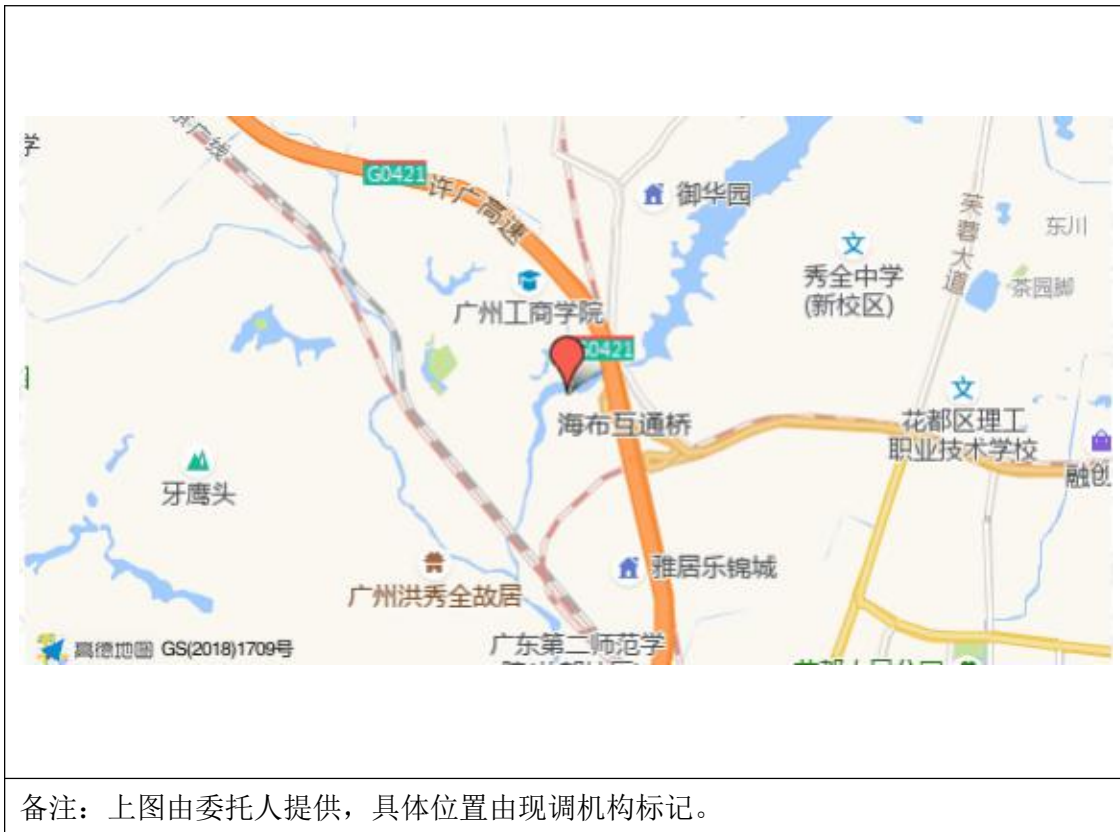 学
京广线
G0421
许广高速
御华园
芙蓉大道
东川
秀全中学
(新校区)
茶园脚
广州工商学院
G0421
海布互通桥
花都区理工
职业技术学校
融创
牙鹰头
雅居乐锦城
广州洪秀全故居
广东第二师范学
高德地图 GS(2018)1709号
备注：上图由委托人提供，具体位置由现调机构标记。